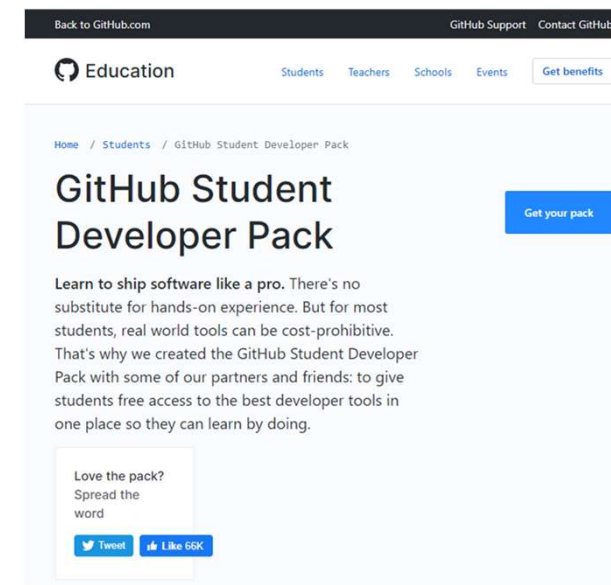 Back to GitHub.com GitHub Support Contact GitHub
Education Students Teachers Schools Events Get benefits
Home / Students / GitHub Student Developer Pack
GitHub Student
Developer Pack
Get your pack
Learn to ship software like a pro. There's no
substitute for hands-on experience. But for most
students, real world tools can be cost-prohibitive.
That's why we created the GitHub Student Developer
Pack with some of our partners and friends: to give
students free access to the best developer tools in
one place so they can learn by doing.
Love the pack?
Spread the
word
Tweet Like 66K